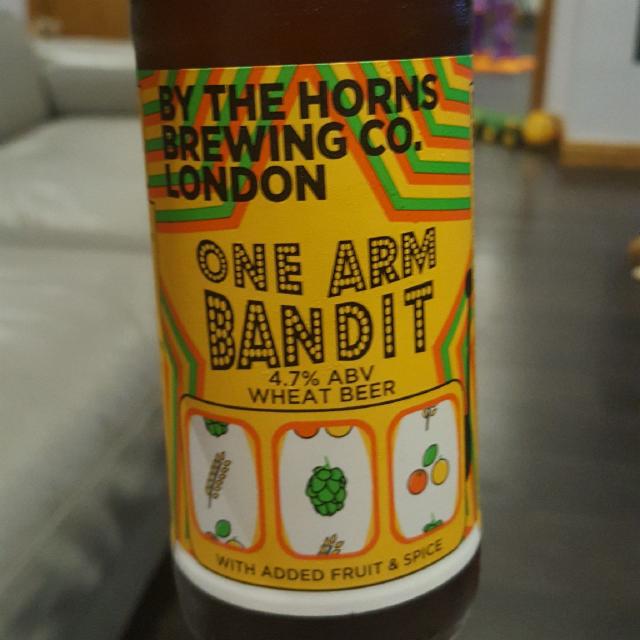 BY THE HORNS
BREWING CO.
LONDON
ONE ARM
BANDIT
4.7% ABV
WHEAT BEER
WITH ADDED FRUIT & SPICE